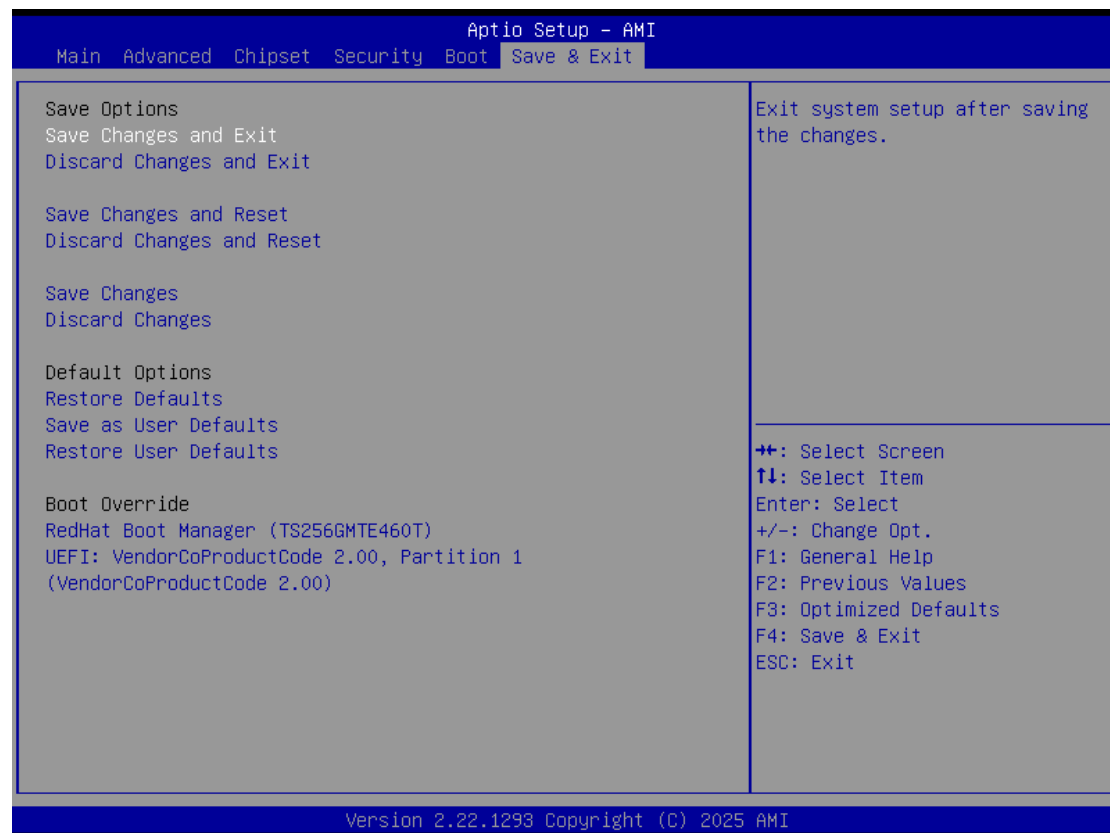 Aptio Setup – AMI
Main Advanced Chipset Security Boot Save & Exit
Save Options
Save Changes and Exit
Discard Changes and Exit
Save Changes and Reset
Discard Changes and Reset
Save Changes
Discard Changes
Default Options
Restore Defaults
Save as User Defaults
Restore User Defaults
Boot Override
RedHat Boot Manager (TS256GMTE460T)
UEFI: VendorCoProductCode 2.00, Partition 1
(VendorCoProductCode 2.00)
Exit system setup after saving
the changes.
→←: Select Screen
↑↓: Select Item
Enter: Select
+/-: Change Opt.
F1: General Help
F2: Previous Values
F3: Optimized Defaults
F4: Save & Exit
ESC: Exit
Version 2.22.1293 Copyright (C) 2025 AMI